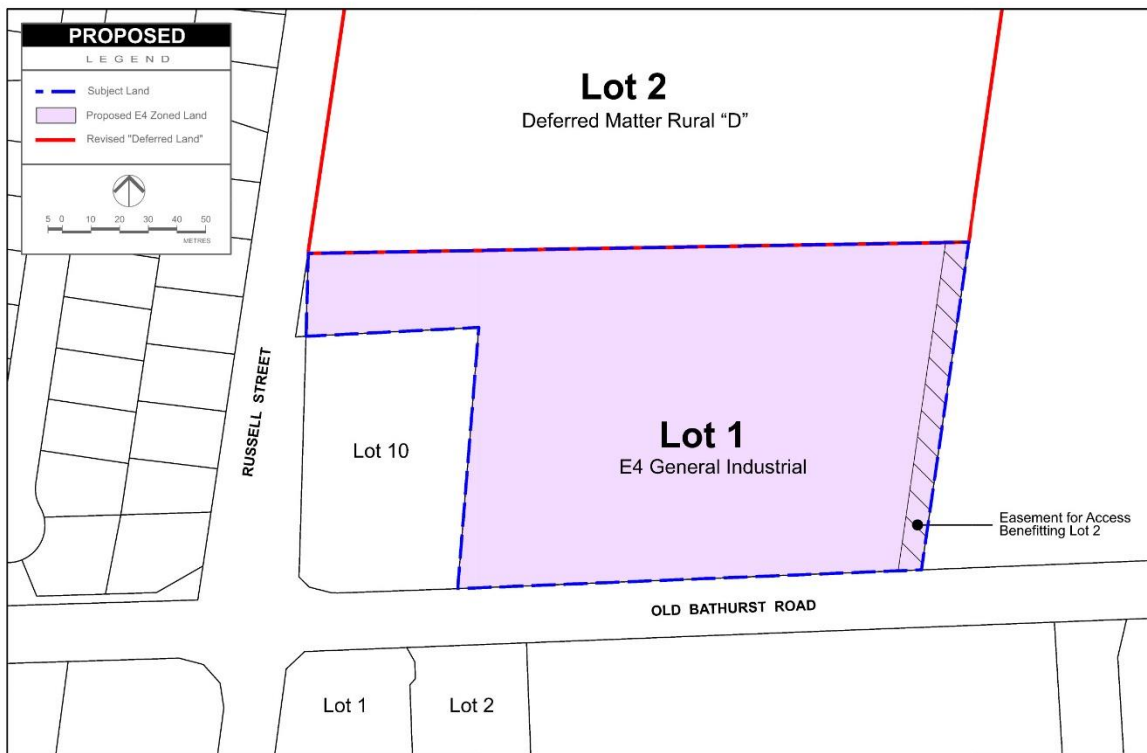 PROPOSED
LEGEND
Subject Land
Proposed E4 Zoned Land
Revised "Deferred Land"
5 0 10 20 30 40 50
METRES
Lot 2
Deferred Matter Rural “D”
RUSSELL STREET
Lot 10
Lot 1
E4 General Industrial
Easement for Access
Benefitting Lot 2
OLD BATHURST ROAD
Lot 1
Lot 2